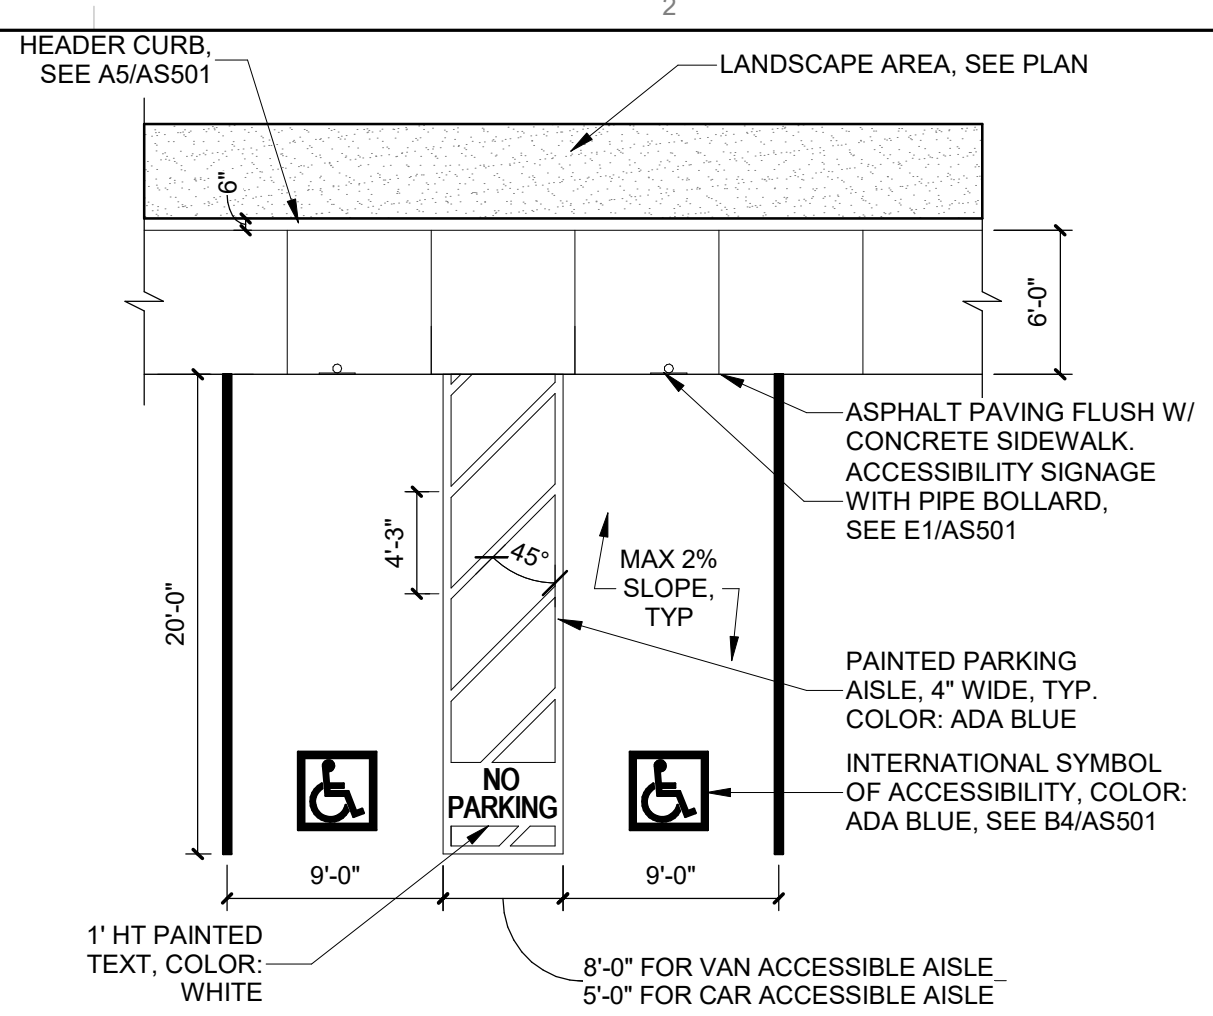 2
HEADER CURB,
SEE A5/AS501
LANDSCAPE AREA, SEE PLAN
6"
6'-0"
ASPHALT PAVING FLUSH W/
CONCRETE SIDEWALK.
ACCESSIBILITY SIGNAGE
WITH PIPE BOLLARD,
SEE E1/AS501
4'-3"
45°
MAX 2%
SLOPE,
TYP
20'-0"
PAINTED PARKING
AISLE, 4" WIDE, TYP.
COLOR: ADA BLUE
INTERNATIONAL SYMBOL
OF ACCESSIBILITY, COLOR:
ADA BLUE, SEE B4/AS501
NO
PARKING
9'-0"
9'-0"
1' HT PAINTED
TEXT, COLOR:
WHITE
8'-0" FOR VAN ACCESSIBLE AISLE
5'-0" FOR CAR ACCESSIBLE AISLE